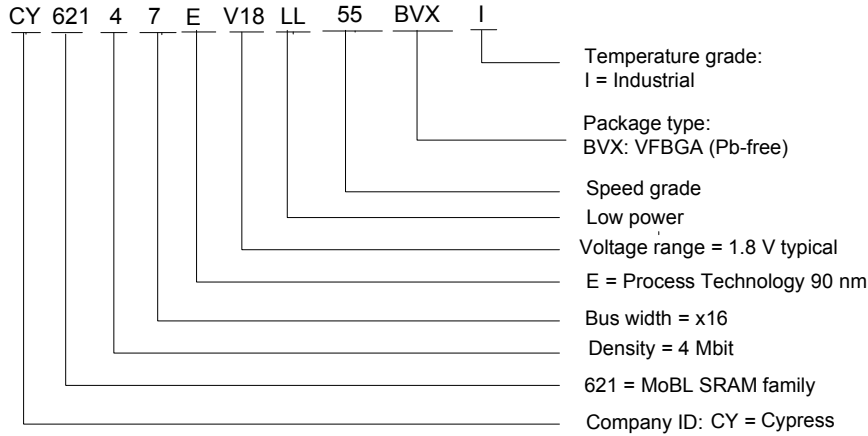 CY 621 4 7 E V18 LL 55 BVX I
Temperature grade:
I = Industrial
Package type:
BVX: VFBGA (Pb-free)
Speed grade
Low power
Voltage range = 1.8 V typical
E = Process Technology 90 nm
Bus width = x16
Density = 4 Mbit
621 = MoBL SRAM family
Company ID: CY = Cypress